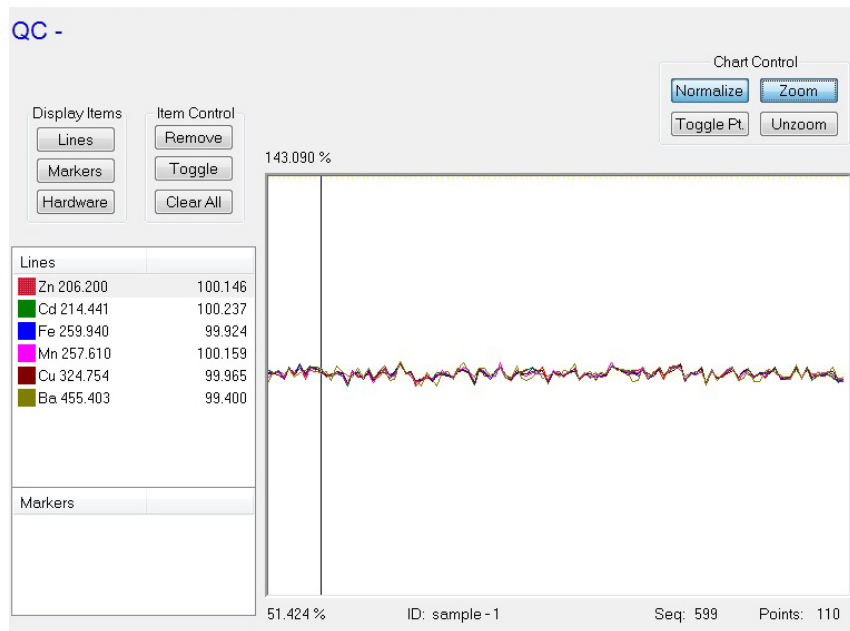 QC -
Chart Control
Normalize Zoom
Toggle Pt. Unzoom
Display Items Item Control
Lines Remove
Markers Toggle
Hardware Clear All
143.090 %
Lines
Zn 206.200 100.146
Cd 214.441 100.237
Fe 259.940 99.924
Mn 257.610 100.159
Cu 324.754 99.965
Ba 455.403 99.400
Markers
51.424 % ID: sample - 1 Seq: 599 Points: 110